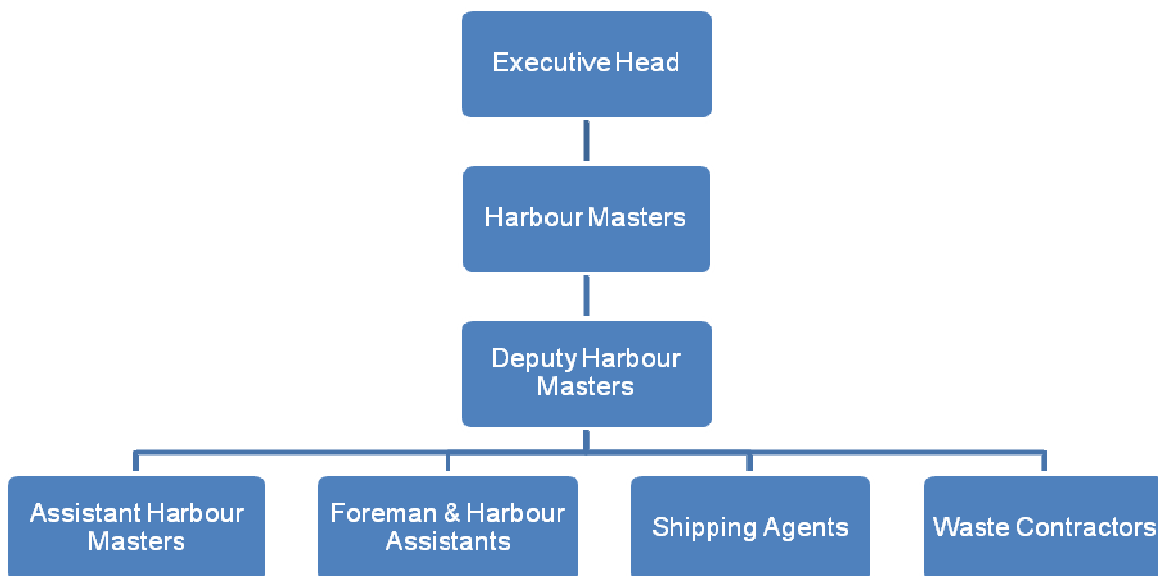 Executive Head
Harbour Masters
Deputy Harbour
Masters
Assistant Harbour
Masters
Foreman & Harbour
Assistants
Shipping Agents
Waste Contractors